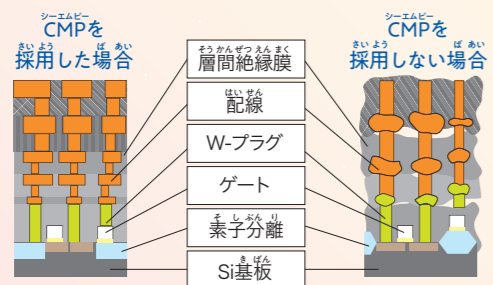 シーエムピー
CMPを
さいよう ばあい
採用した場合
そうかんぜつえんまく
層間絶縁膜
はいせん
配線
W-プラグ
ゲート
そしぶんり
素子分離
きばん
Si基板
シーエムピー
CMPを
さいよう ばあい
採用しない場合